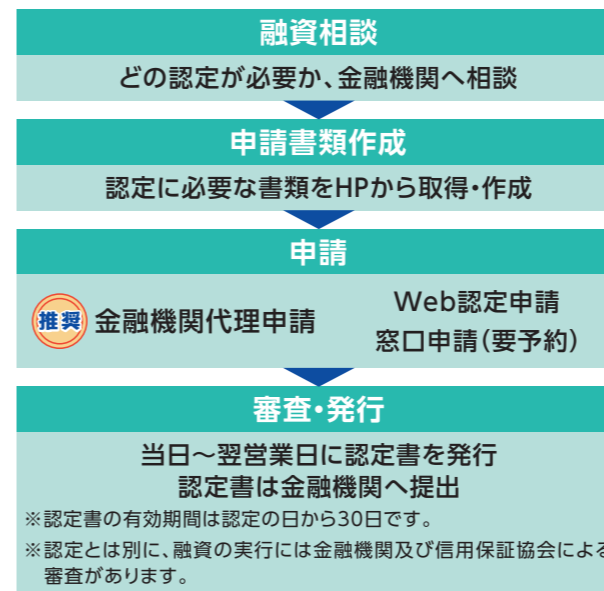 融資相談
どの認定が必要か、金融機関へ相談
申請書類作成
認定に必要な書類をHPから取得・作成
申請
推奨 金融機関代理申請
Web認定申請
窓口申請(要予約)
審査・発行
当日～翌営業日に認定書を発行
認定書は金融機関へ提出
※認定書の有効期間は認定の日から30日です。
※認定とは別に、融資の実行には金融機関及び信用保証協会による
審査があります。